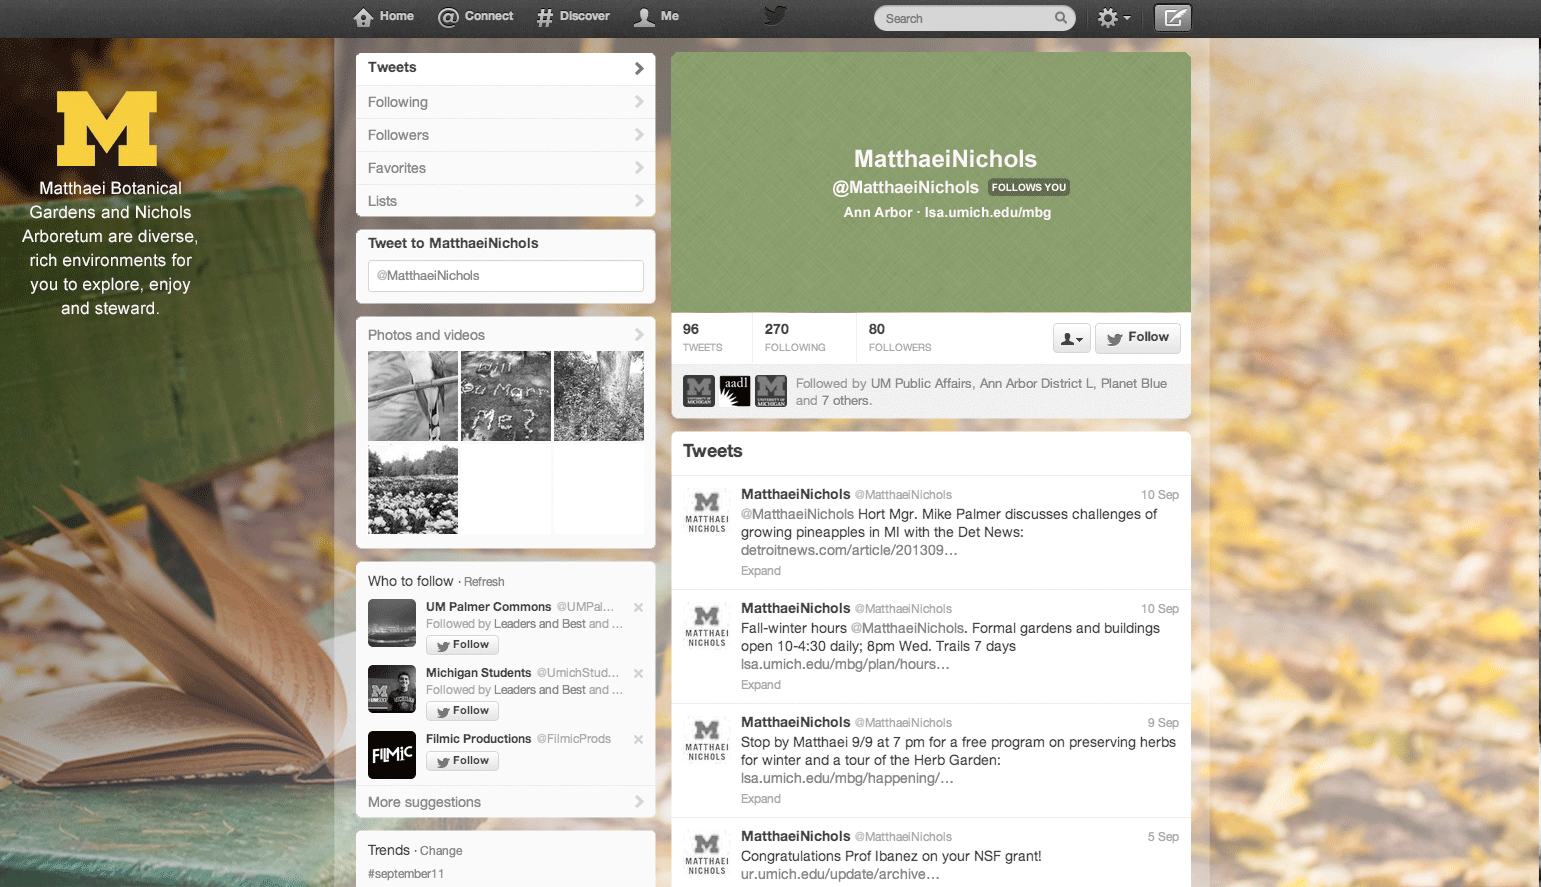 Home
Connect
Discover
Me
Search
M
Matthaei Botanical
Gardens and Nichols
Arboretum are diverse,
rich environments for
you to explore, enjoy
and steward.
Tweets
Following
Followers
Favorites
Lists
Tweet to MatthaeiNichols
@MatthaeiNichols
Photos and videos
Will
You Marry
Me?
Who to follow · Refresh
UM Palmer Commons @UMPal...
Followed by Leaders and Best and ...
Follow
Michigan Students @UmichStud...
Followed by Leaders and Best and ...
Follow
FILMIC
Filmic Productions @FilmicProds
Follow
More suggestions
Trends · Change
#september11
MatthaeiNichols
@MatthaeiNichols FOLLOWS YOU
Ann Arbor · lsa.umich.edu/mbg
96
TWEETS
270
FOLLOWING
80
FOLLOWERS
Follow
aadl
Followed by UM Public Affairs, Ann Arbor District L, Planet Blue
and 7 others.
Tweets
M
MATTHAEI
NICHOLS
MatthaeiNichols @MatthaeiNichols 10 Sep
@MatthaeiNichols Hort Mgr. Mike Palmer discusses challenges of
growing pineapples in MI with the Det News:
detroitnews.com/article/201309...
Expand
M
MATTHAEI
NICHOLS
MatthaeiNichols @MatthaeiNichols 10 Sep
Fall-winter hours @MatthaeiNichols. Formal gardens and buildings
open 10-4:30 daily; 8pm Wed. Trails 7 days
lsa.umich.edu/mbg/plan/hours...
Expand
M
MATTHAEI
NICHOLS
MatthaeiNichols @MatthaeiNichols 9 Sep
Stop by Matthaei 9/9 at 7 pm for a free program on preserving herbs
for winter and a tour of the Herb Garden:
lsa.umich.edu/mbg/happening/...
Expand
M
MATTHAEI
NICHOLS
MatthaeiNichols @MatthaeiNichols 5 Sep
Congratulations Prof Ibanez on your NSF grant!
ur.umich.edu/update/archive...